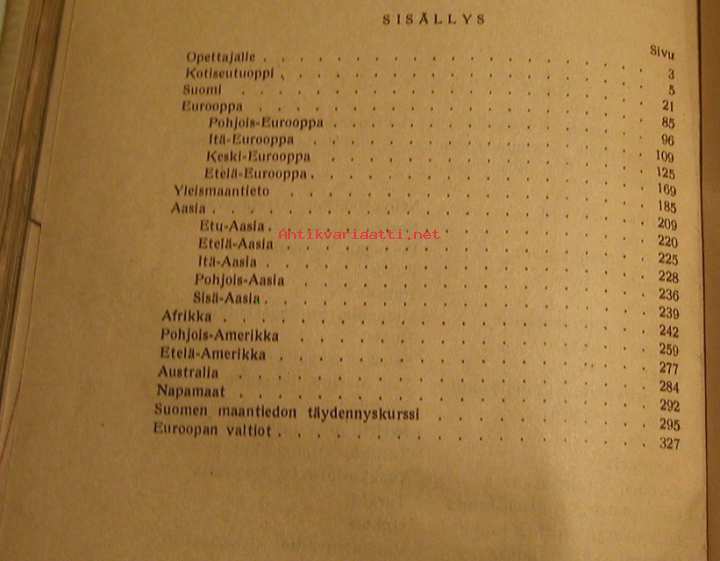 SISÄLLYS
Sivu
Opettajalle . . . . . . . . . . . . . . . . 3
Kotiseutuoppi . . . . . . . . . . . . . . . . 5
Suomi . . . . . . . . . . . . . . . . 21
Eurooppa . . . . . . . . . . . . . . . . 85
Pohjois-Eurooppa . . . . . . . . . . . . . . 96
Itä-Eurooppa . . . . . . . . . . . . . . 109
Keski-Eurooppa . . . . . . . . . . . . . . 125
Etelä-Eurooppa . . . . . . . . . . . . . . 169
Yleismaantieto . . . . . . . . . . . . . . 185
Aasia . . . . . . . . . . . . . . . . 209
Etu-Aasia . . . . . . . . . . . . . . 220
Ahtikvariaatti.net
Etelä-Aasia . . . . . . . . . . . . . . 225
Itä-Aasia . . . . . . . . . . . . . . 228
Pohjois-Aasia . . . . . . . . . . . . . . 236
Sisä-Aasia . . . . . . . . . . . . . . 239
Afrikka . . . . . . . . . . . . . . . . 242
Pohjois-Amerikka . . . . . . . . . . . . . . 259
Etelä-Amerikka . . . . . . . . . . . . . . 277
Australia . . . . . . . . . . . . . . . . 284
Napamaat . . . . . . . . . . . . . . . . 292
Suomen maantiedon täydennyskurssi . . . . . . . . . 295
Euroopan valtiot . . . . . . . . . . . . . . 327